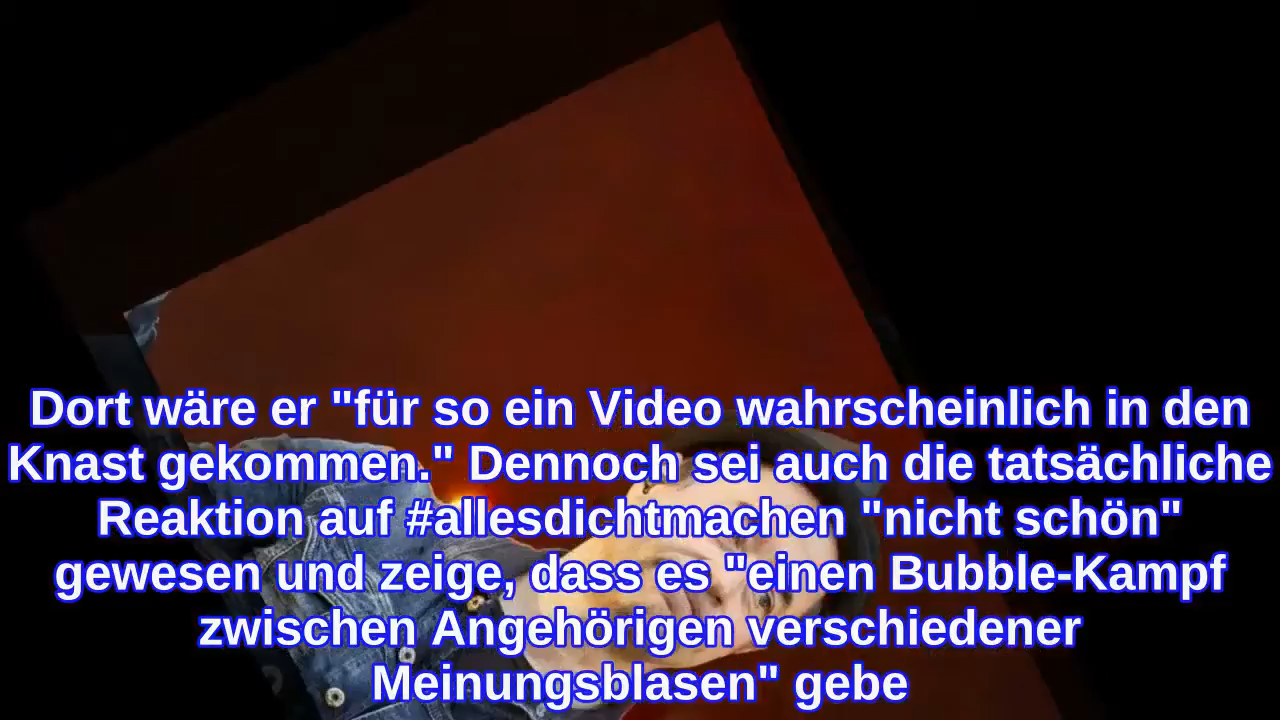 Dort wäre er "für so ein Video wahrscheinlich in den
Knast gekommen." Dennoch sei auch die tatsächliche
Reaktion auf #allesdichtmachen "nicht schön"
gewesen und zeige, dass es "einen Bubble-Kampf
zwischen Angehörigen verschiedener
Meinungsblasen" gebe